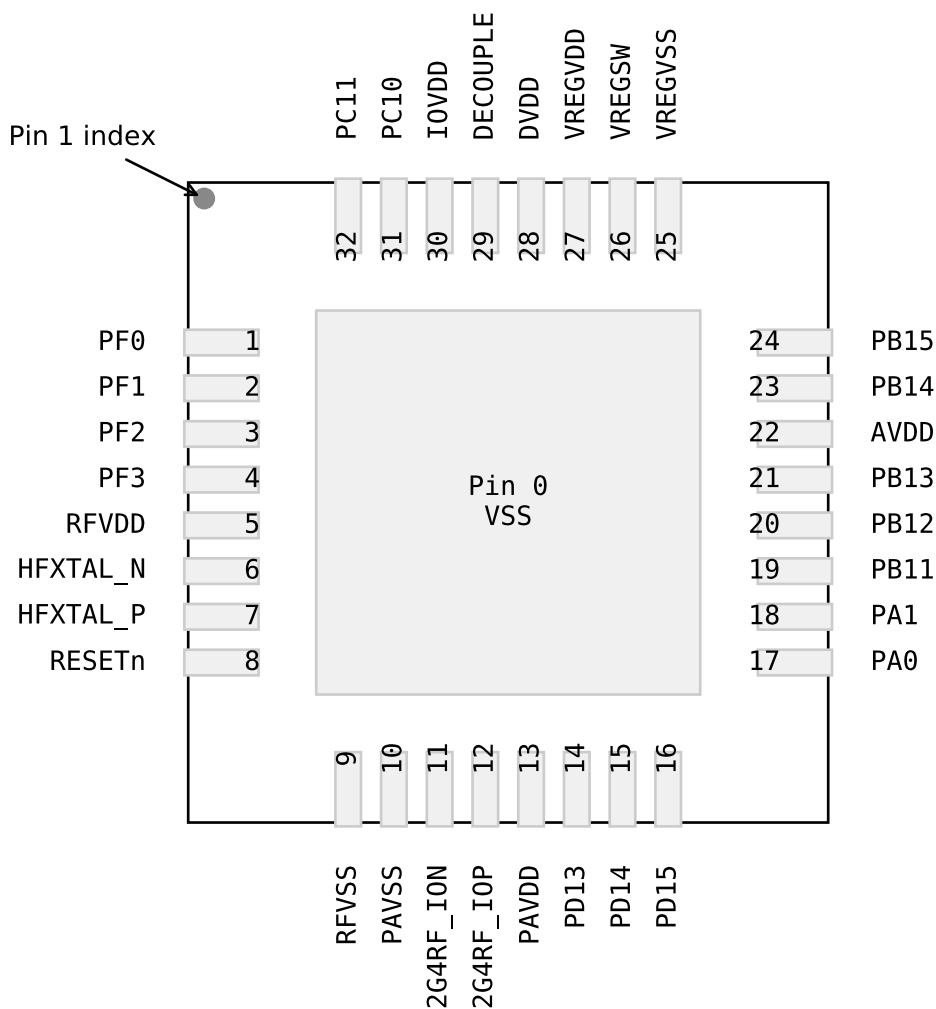 PC11
PC10
IOVDD
DECOUPLE
DVDD
VREGVDD
VREGSW
VREGVSS
Pin 1 index
32
31
30
29
28
27
26
25
PF0 1
24 PB15
PF1 2
23 PB14
PF2 3
22 AVDD
PF3 4
21 PB13
RFVDD 5
20 PB12
HFXTAL_N 6
19 PB11
HFXTAL_P 7
18 PA1
RESETn 8
17 PA0
Pin 0
VSS
9
10
11
12
13
14
15
16
RFVSS
PAVSS
2G4RF_ION
2G4RF_IOP
PAVDD
PD13
PD14
PD15